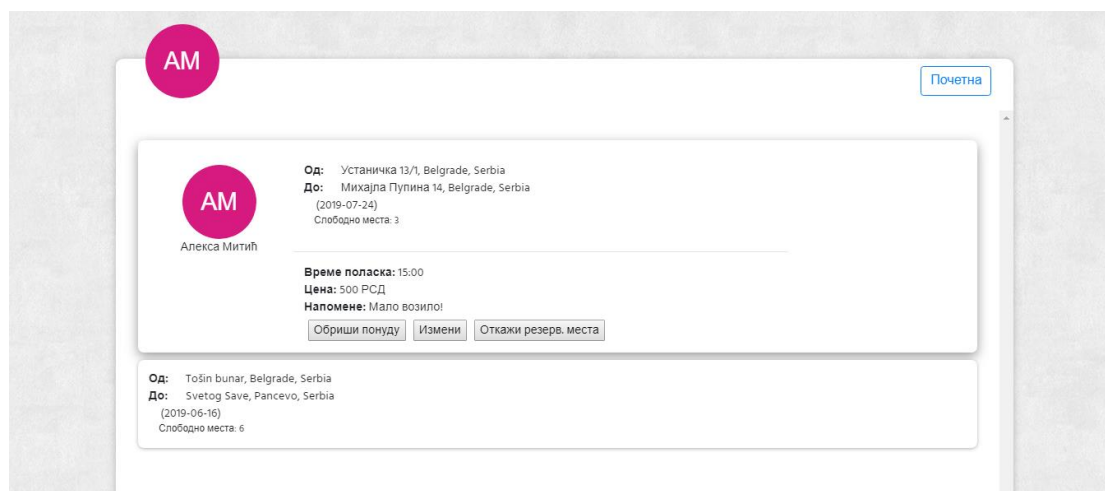 AM
Почетна
AM
Алекса Митић
Од: Устаничка 13/1, Belgrade, Serbia
До: Михајла Пупина 14, Belgrade, Serbia
(2019-07-24)
Слободно места: 3
Време поласка: 15:00
Цена: 500 РСД
Напомене: Мало возило!
Обриши понуду Измени Откажи резерв. места
Од: Tošin bunar, Belgrade, Serbia
До: Svetog Save, Pancevo, Serbia
(2019-06-16)
Слободно места: 6